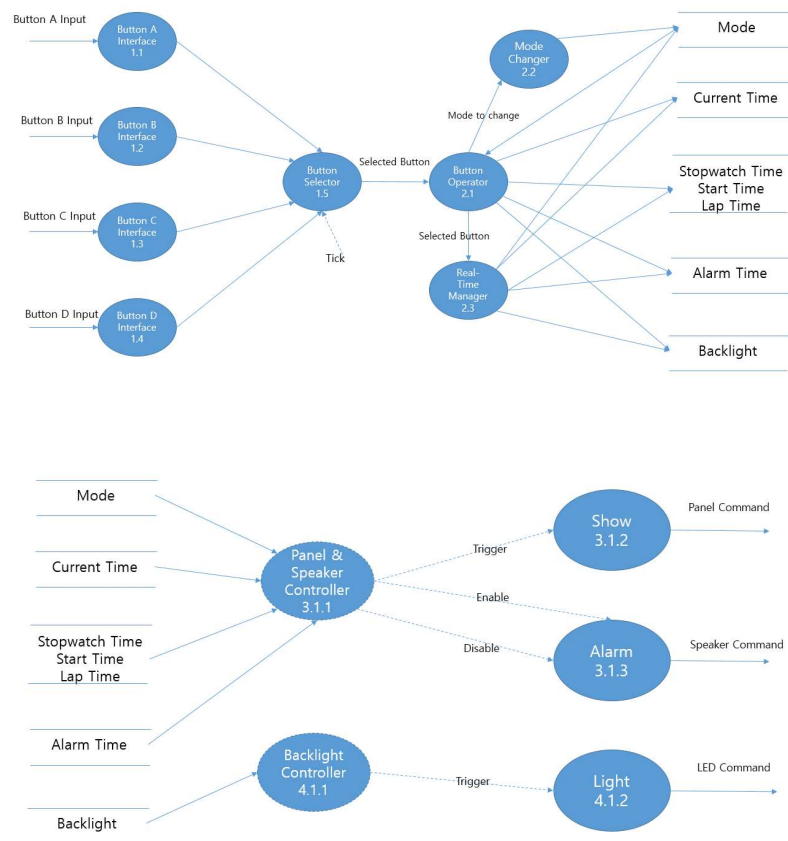 Button A Input
Button A
Interface
1.1
Button B Input
Button B
Interface
1.2
Button C Input
Button C
Interface
1.3
Button D Input
Button D
Interface
1.4
Button
Selector
1.5
Tick
Selected Button
Mode
Changer
2.2
Mode to change
Button
Operator
2.1
Selected Button
Real-
Time
Manager
2.3
Mode
Current Time
Stopwatch Time
Start Time
Lap Time
Alarm Time
Backlight
Mode
Current Time
Stopwatch Time
Start Time
Lap Time
Alarm Time
Backlight
Panel &
Speaker
Controller
3.1.1
Backlight
Controller
4.1.1
Trigger
Enable
Disable
Trigger
Show
3.1.2
Panel Command
Alarm
3.1.3
Speaker Command
Light
4.1.2
LED Command